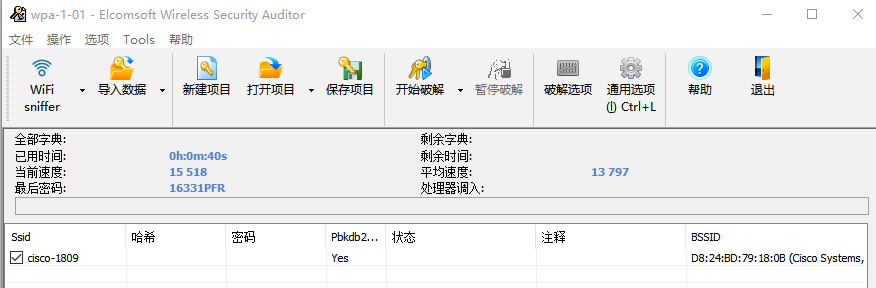 wpa-1-01 - Elcomsoft Wireless Security Auditor
文件 操作 选项 Tools 帮助
WiFi sniffer 导入数据 新建项目 打开项目 保存项目 开始破解 暂停破解 破解选项 通用选项 (I) Ctrl+L 帮助 退出
全部字典: 剩余字典:
已用时间: 0h:0m:40s 剩余时间:
当前速度: 15 518 平均速度: 13 797
最后密码: 16331PFR 处理器调入:
Ssid 哈希 密码 Pbkdb2... 状态 注释 BSSID
cisco-1809 Yes D8:24:BD:79:18:0B (Cisco Systems,